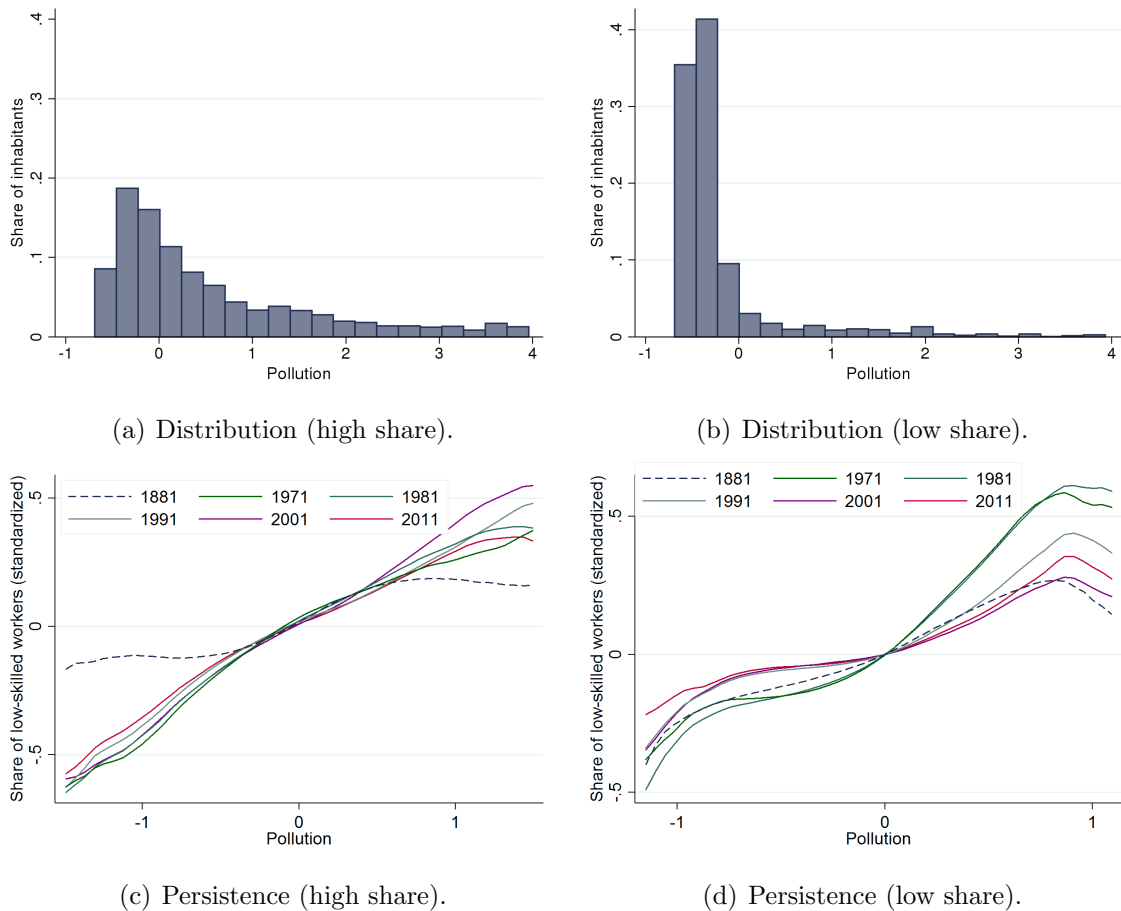 Share of inhabitants
.4
.3
.2
.1
0
-1 0 1 2 3 4
Pollution
(a) Distribution (high share).
Share of inhabitants
.4
.3
.2
.1
0
-1 0 1 2 3 4
Pollution
(b) Distribution (low share).
Share of low-skilled workers (standardized)
.5
0
-.5
1881 1971 1981
1991 2001 2011
-1 0 1
Pollution
(c) Persistence (high share).
Share of low-skilled workers (standardized)
.5
0
-.5
1881 1971 1981
1991 2001 2011
-1 0 1
Pollution
(d) Persistence (low share).